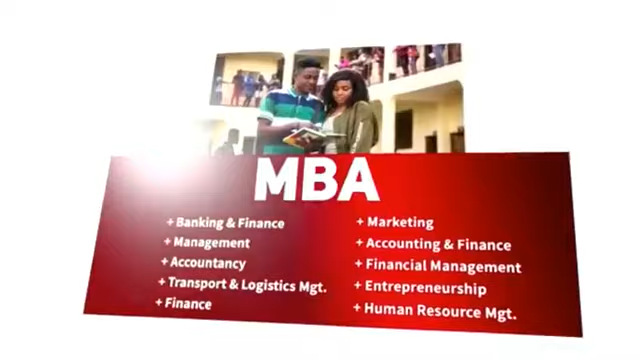 MBA
+ Banking & Finance
+ Management
+ Accountancy
+ Transport & Logistics Mgt.
+ Finance
+ Marketing
+ Accounting & Finance
+ Financial Management
+ Entrepreneurship
+ Human Resource Mgt.